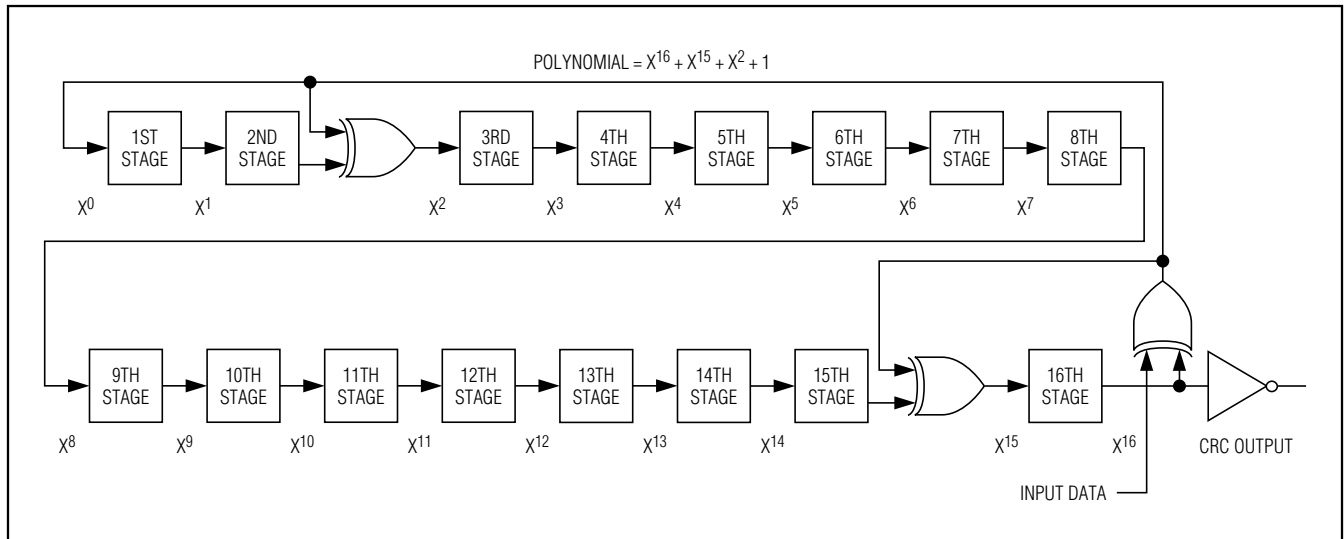 POLYNOMIAL = X¹⁶ + X¹⁵ + X² + 1
1ST STAGE
2ND STAGE
3RD STAGE
4TH STAGE
5TH STAGE
6TH STAGE
7TH STAGE
8TH STAGE
X⁰
X¹
X²
X³
X⁴
X⁵
X⁶
X⁷
9TH STAGE
10TH STAGE
11TH STAGE
12TH STAGE
13TH STAGE
14TH STAGE
15TH STAGE
16TH STAGE
X⁸
X⁹
X¹⁰
X¹¹
X¹²
X¹³
X¹⁴
X¹⁵
X¹⁶
CRC OUTPUT
INPUT DATA